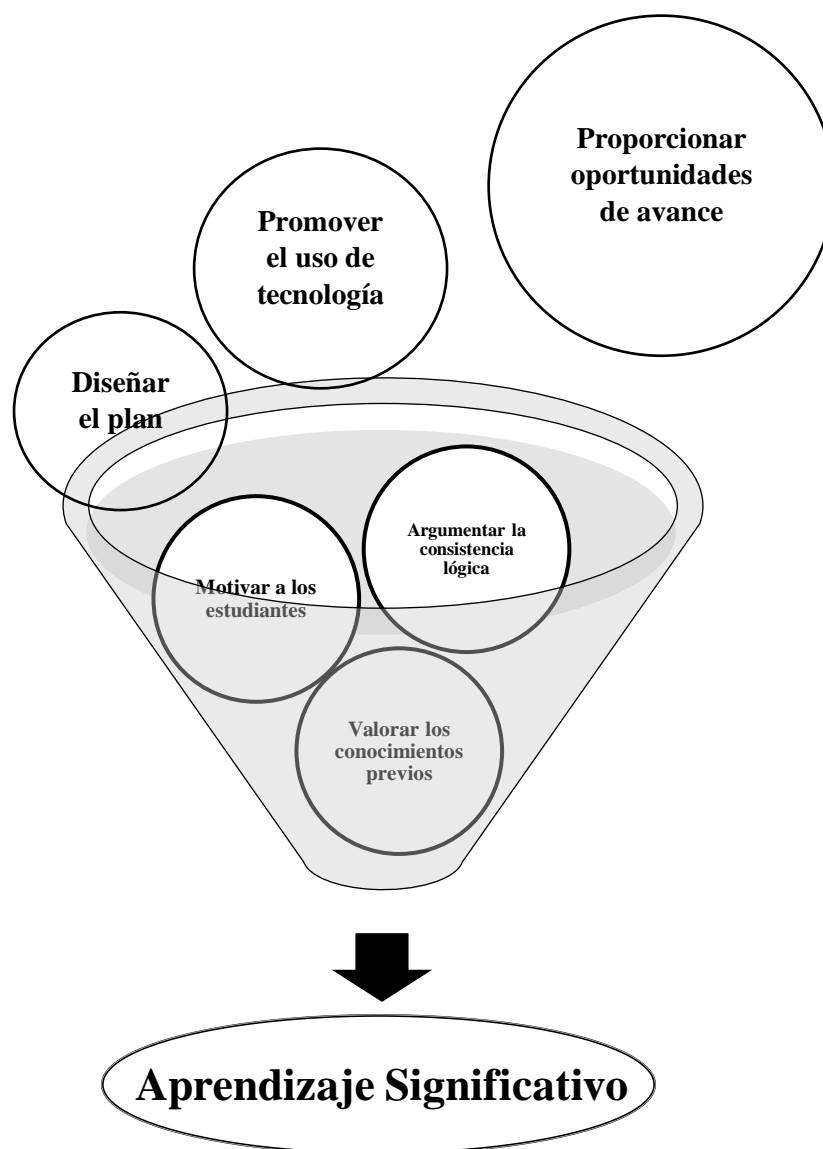 Proporcionar
oportunidades
de avance
Promover
el uso de
tecnología
Diseñar
el plan
Argumentar la
consistencia
lógica
Motivar a los
estudiantes
Valorar los
conocimientos
previos
Aprendizaje Significativo